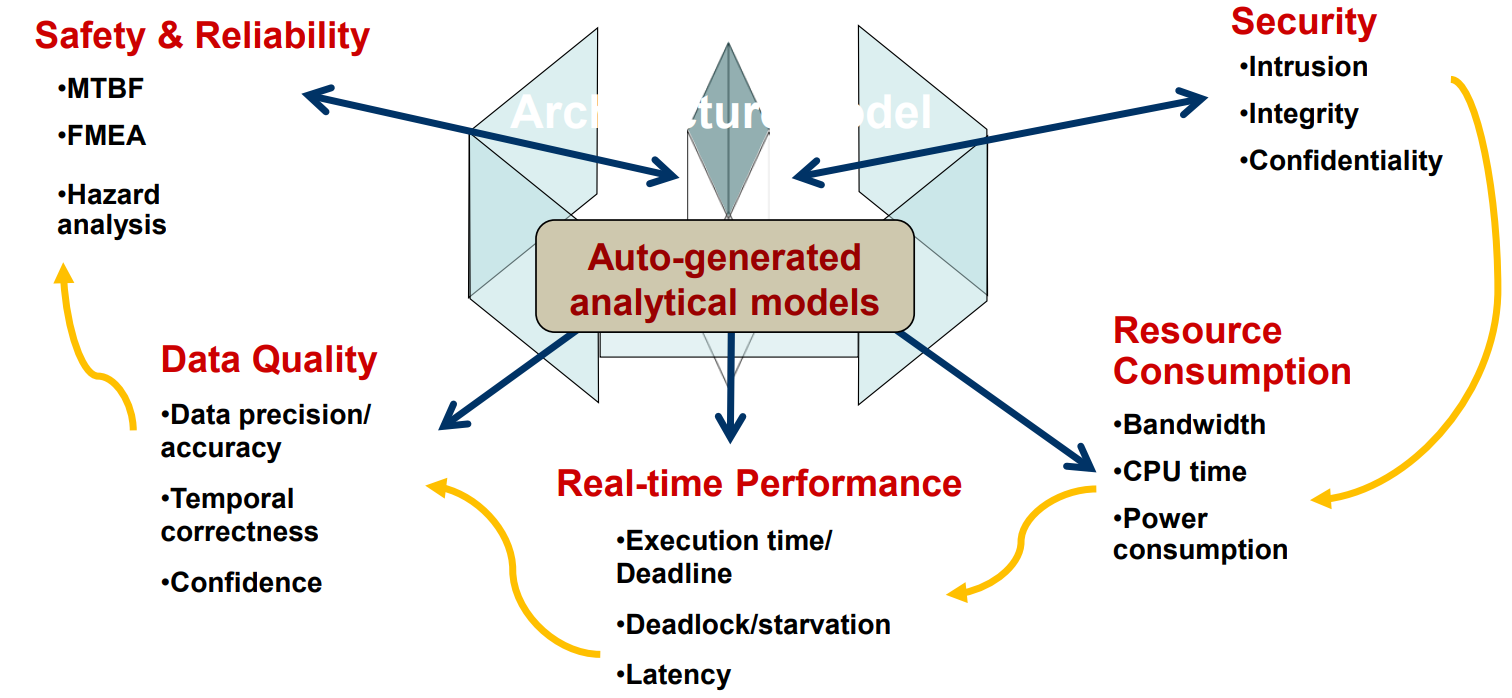 Safety & Reliability
•MTBF
•FMEA
•Hazard
analysis
Architecture Model
Auto-generated
analytical models
Security
•Intrusion
•Integrity
•Confidentiality
Data Quality
•Data precision/
accuracy
•Temporal
correctness
•Confidence
Real-time Performance
•Execution time/
Deadline
•Deadlock/starvation
•Latency
Resource
Consumption
•Bandwidth
•CPU time
•Power
consumption